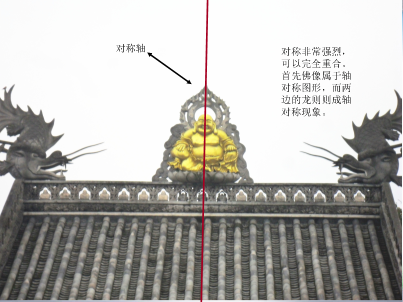 对称轴
对称非常强烈，
可以完全重合。
首先佛像属于轴
对称图形，而两
边的龙则则成轴
对称现象。